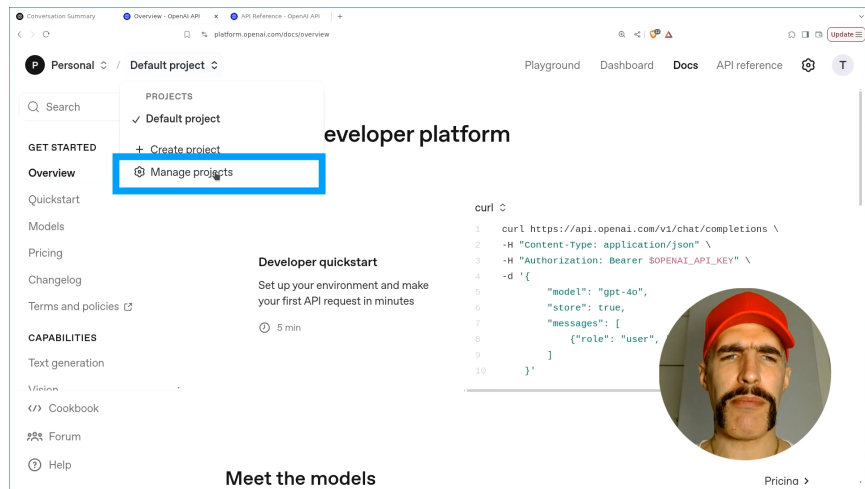 Conversation Summary
Overview - OpenAI API
API Reference - OpenAI API
platform.openai.com/docs/overview
Update
P Personal / Default project
Playground Dashboard Docs API reference T
Search
PROJECTS
Default project
+ Create project
Manage projects
GET STARTED
Overview
Quickstart
Models
Pricing
Changelog
Terms and policies
CAPABILITIES
Text generation
Vision
Cookbook
Forum
Help
eveloper platform
Developer quickstart
Set up your environment and make
your first API request in minutes
5 min
curl
1 curl https://api.openai.com/v1/chat/completions \
2 -H "Content-Type: application/json" \
3 -H "Authorization: Bearer $OPENAI_API_KEY" \
4 -d '{
5 "model": "gpt-4o",
6 "store": true,
7 "messages": [
8 {"role": "user",
9 ]
10 }'
Meet the models
Pricing